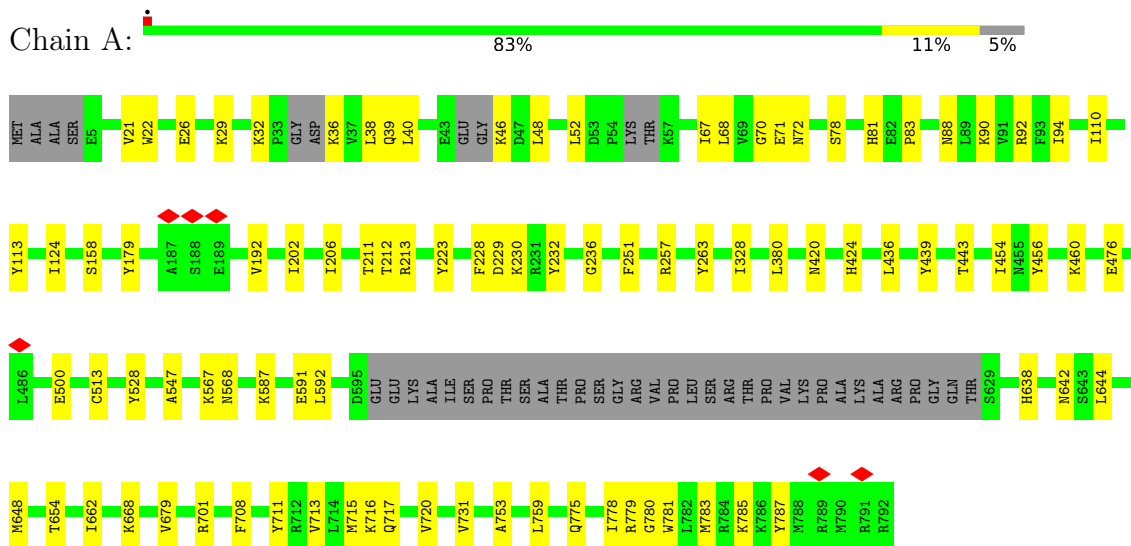 Chain A:
83% 11% 5%
MET ALA ALA SER E5 V21 W22 E26 K29 K32 P33 GLY ASP K36 V37 L38 Q39 L40 E43 GLU GLY K46 D47 L48 L52 D53 P54 LYS THR K57 I67 L68 V69 G70 E71 N72 S78 H81 E82 P83 N88 L89 K90 V91 R92 F93 I94 I110
Y113 I124 S158 Y179 A187 S188 E189 V192 I202 I206 T211 T212 R213 Y223 F228 D229 K230 R231 Y232 G236 F251 R257 Y263 I328 L380 N420 H424 L436 Y439 T443 I454 N455 Y456 K460 E476
L486 E500 C513 Y528 A547 K567 N568 K587 E591 L592 D595 GLU GLU LYS ALA ILE SER PRO THR SER ALA THR PRO SER GLY ARG VAL PRO LEU SER ARG THR PRO VAL LYS PRO ALA LYS ALA ARG PRO GLY GLN THR S629 H638 N642 S643 L644
M648 T654 I662 K668 V679 R701 F708 Y711 R712 V713 L714 M715 K716 Q717 V720 V731 A753 L759 Q775 I778 R779 G780 W781 L782 M783 R784 K785 K786 Y787 M788 R789 M790 R791 R792